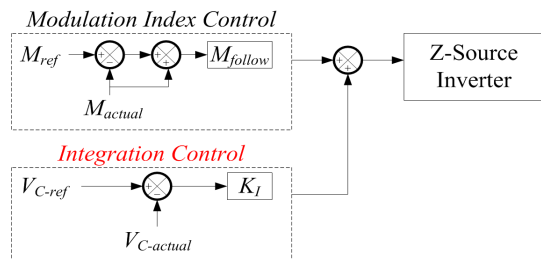 Modulation Index Control
M_ref
+
−
+
+
M_follow
M_actual
+
+
Z-Source
Inverter
Integration Control
V_C-ref
+
−
K_I
V_C-actual